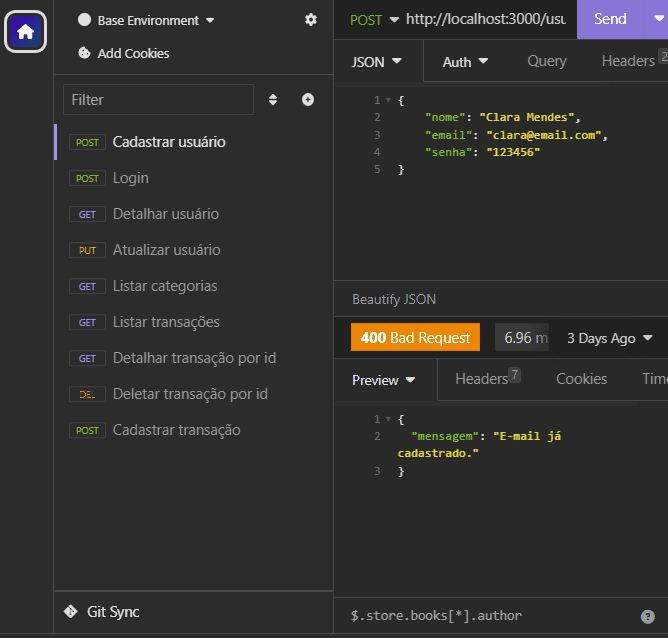 Base Environment
Add Cookies
Filter
POST Cadastrar usuário
POST Login
GET Detalhar usuário
PUT Atualizar usuário
GET Listar categorias
GET Listar transações
GET Detalhar transação por id
DEL Deletar transação por id
POST Cadastrar transação
Git Sync
POST http://localhost:3000/usu Send
JSON Auth Query Headers 2
1 {
2 "nome": "Clara Mendes",
3 "email": "clara@email.com",
4 "senha": "123456"
5 }
Beautify JSON
400 Bad Request 6.96 m 3 Days Ago
Preview Headers 7 Cookies Time
1 {
2 "mensagem": "E-mail já
cadastrado."
3 }
$.store.books[*].author